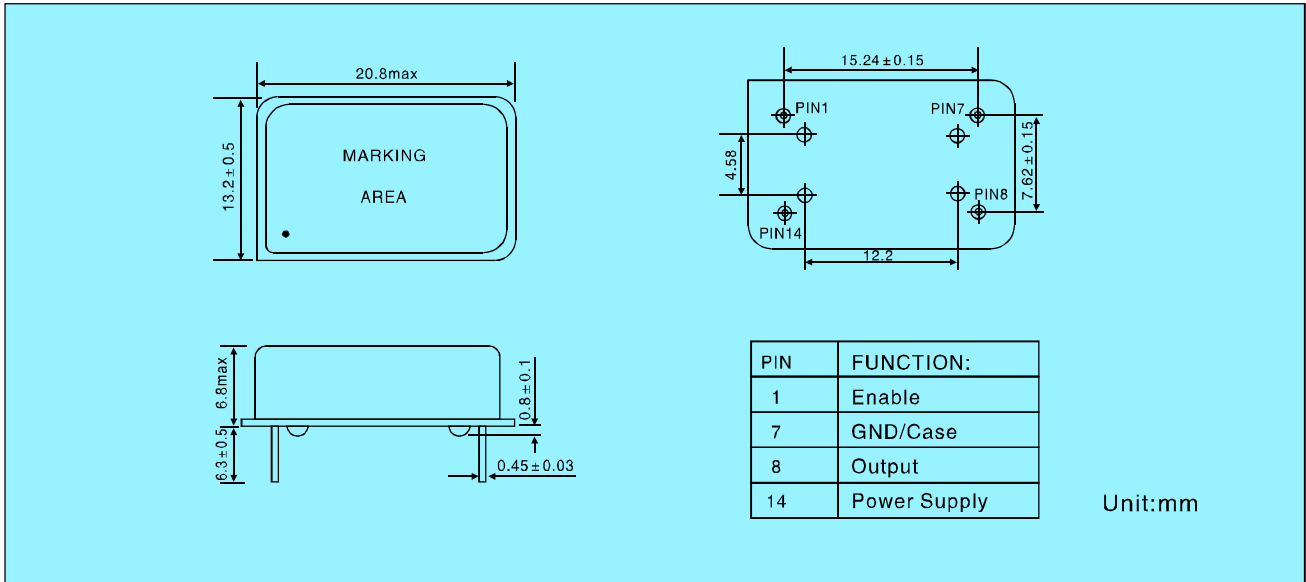 20.8max
13.2±0.5
MARKING
AREA
15.24±0.15
PIN1
PIN7
4.58
7.62±0.15
PIN8
PIN14
12.2
6.8max
0.8±0.1
6.3±0.5
0.45±0.03
PIN FUNCTION:
1 Enable
7 GND/Case
8 Output
14 Power Supply
Unit:mm